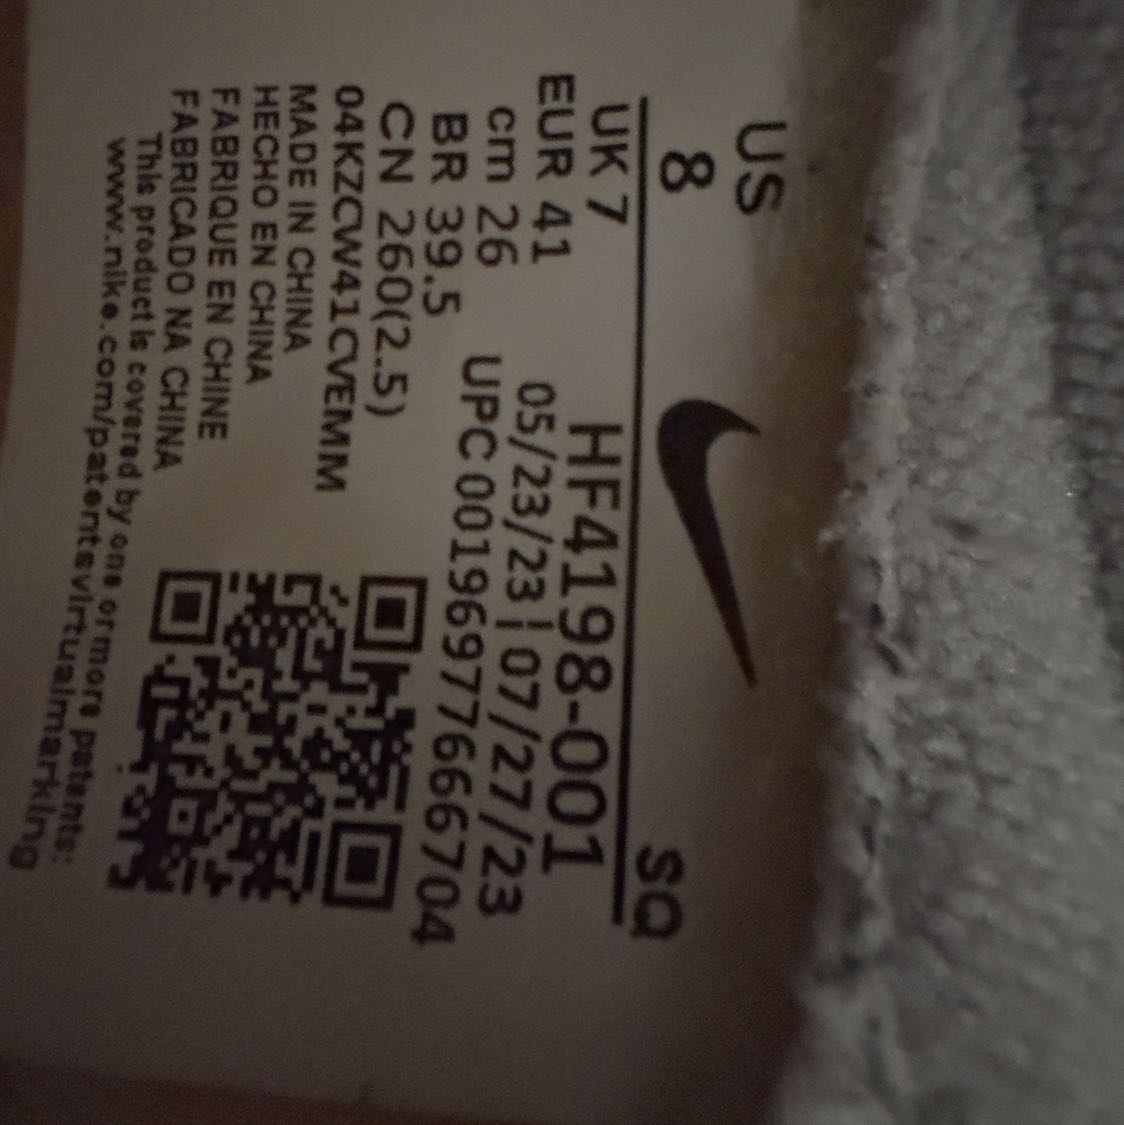 US
8
SQ
UK 7
EUR 41
cm 26
BR 39.5
CN 260(2.5)
HF4198-001
05/23/23 | 07/27/23
UPC 00196977666704
04KZCW41CVEMM
MADE IN CHINA
HECHO EN CHINA
FABRIQUE EN CHINE
FABRICADO NA CHINA
This product is covered by one or more patents:
www.nike.com/patentsvirtualmarking